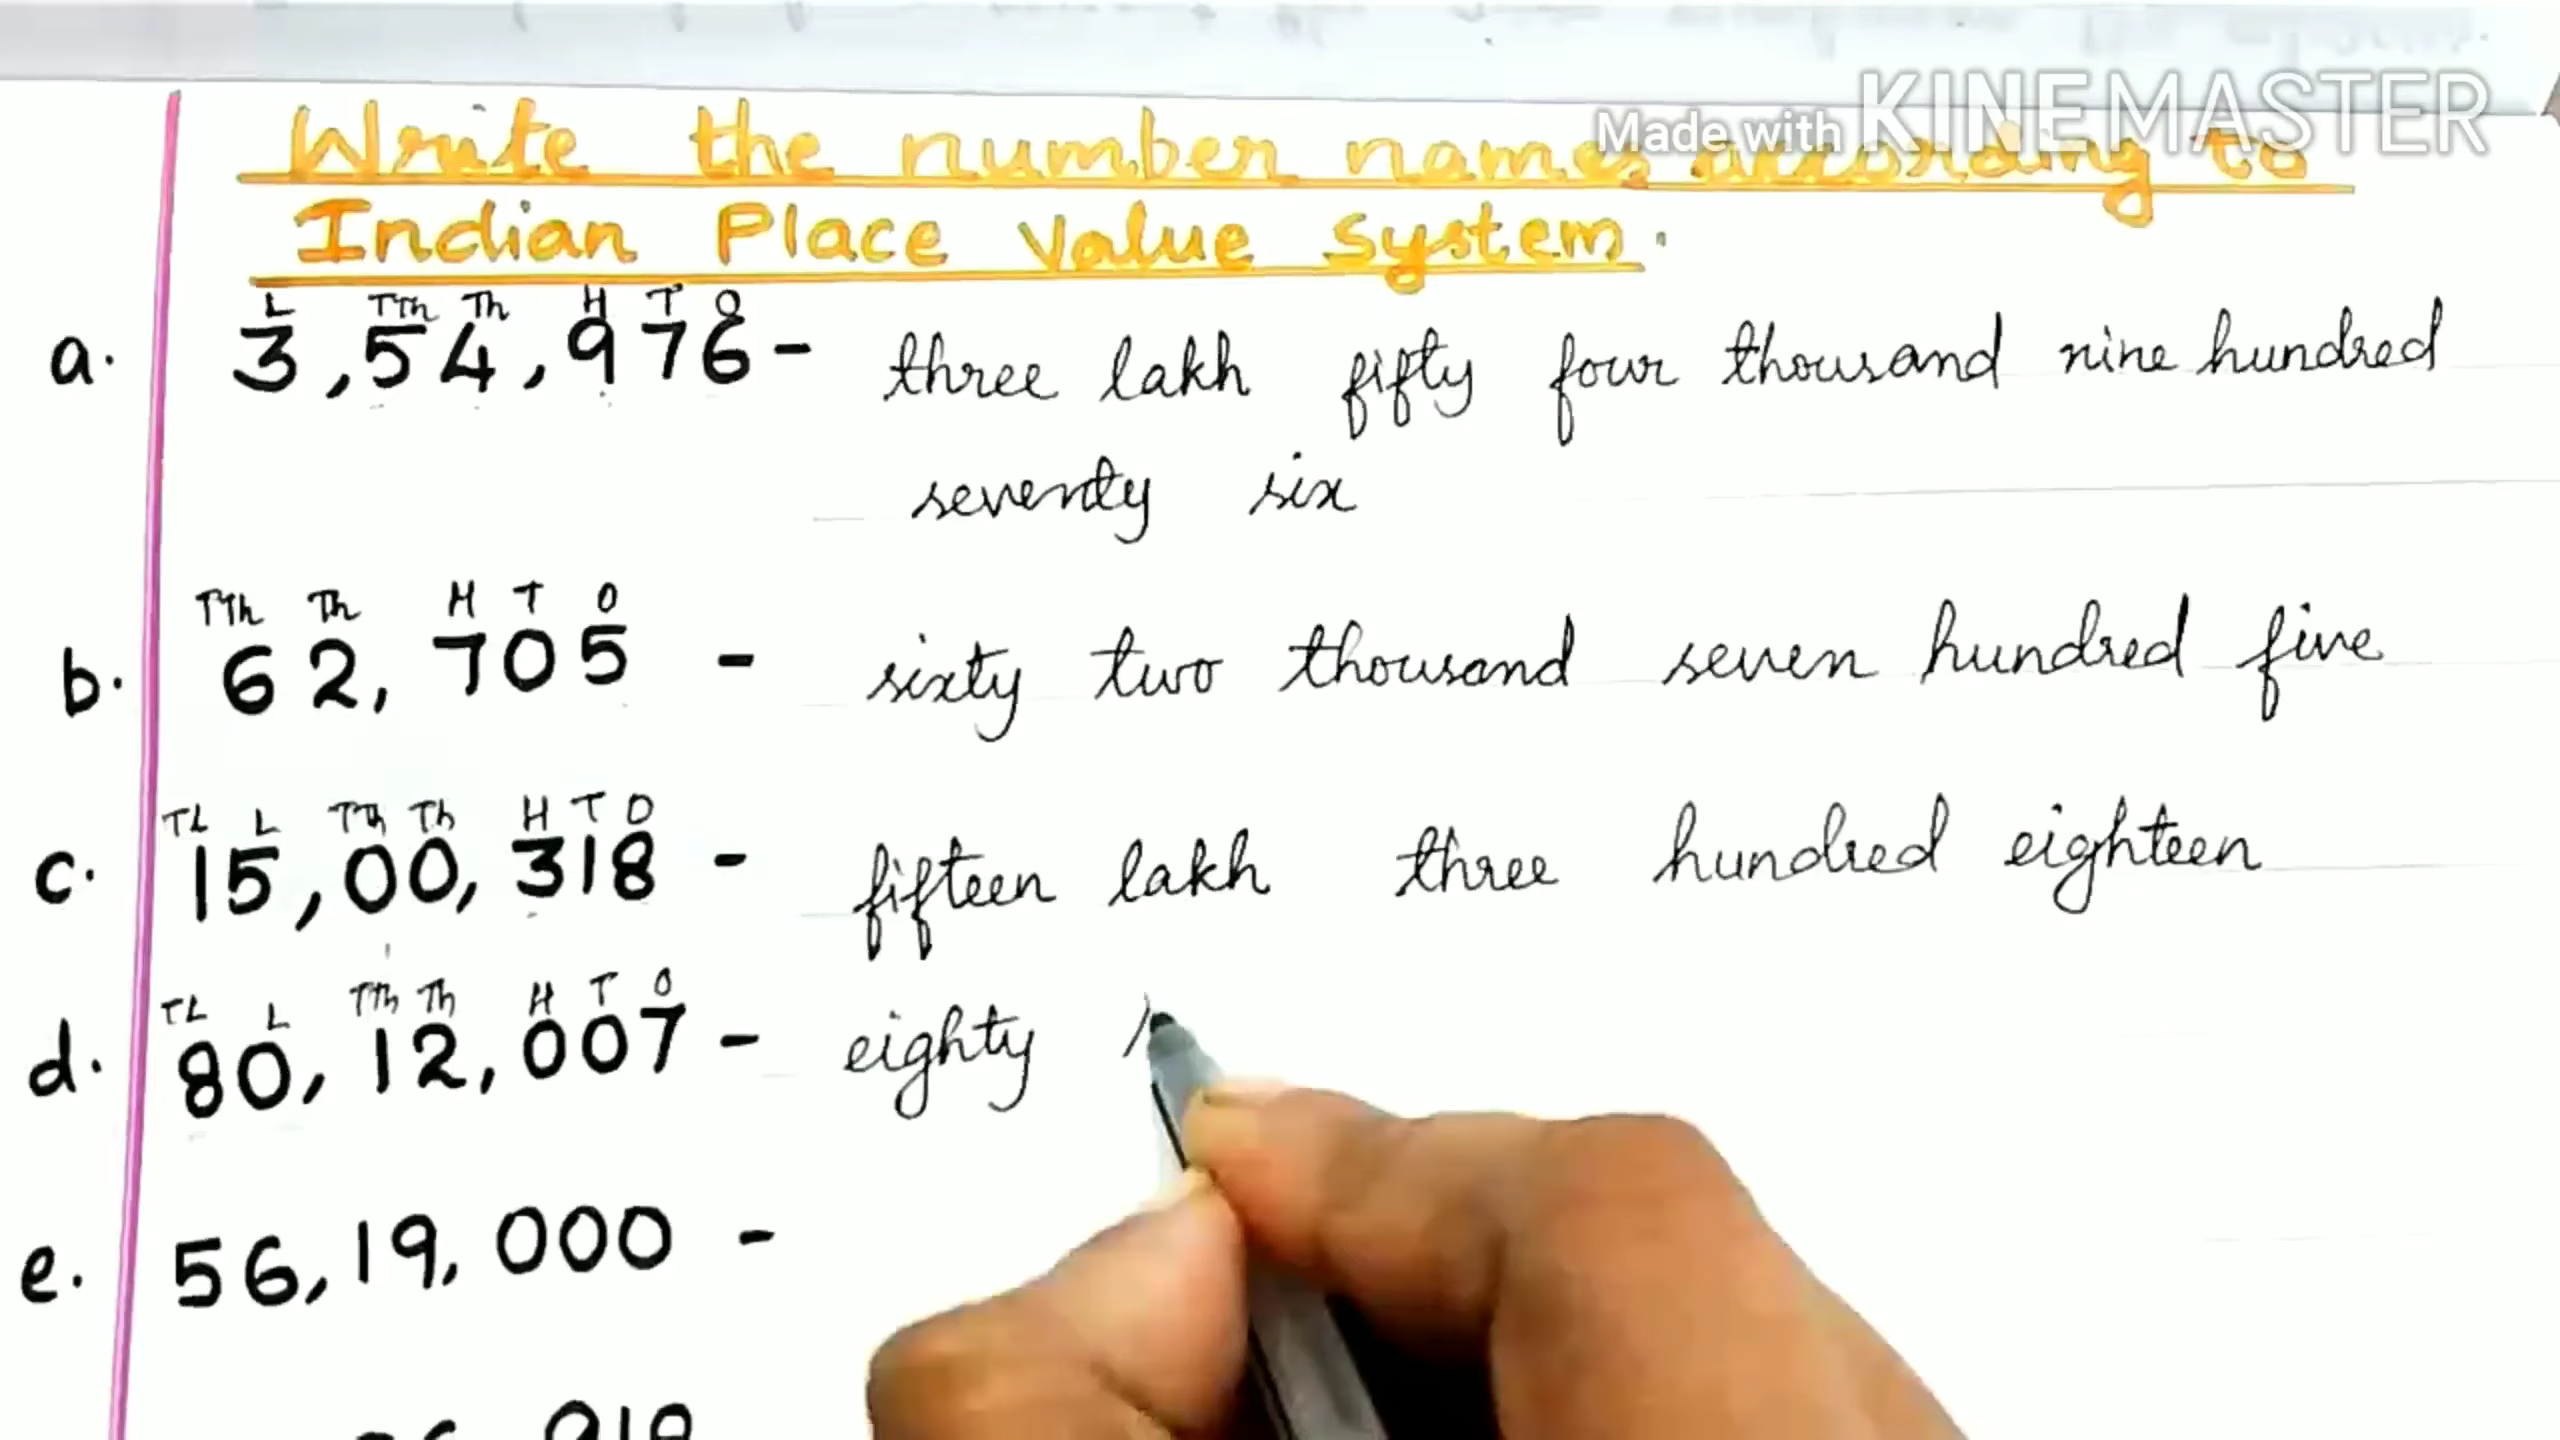 Made with KINEMASTER
Write the number names according to
Indian Place Value System.
L TTh Th H T O
a. 3,54,976 - three lakh fifty four thousand nine hundred
seventy six
TTh Th H T O
b. 62,705 - sixty two thousand seven hundred five
TL L TTh Th H T O
c. 15,00,318 - fifteen lakh three hundred eighteen
TL L TTh Th H T O
d. 80,12,007 - eighty
e. 56,19,000 -